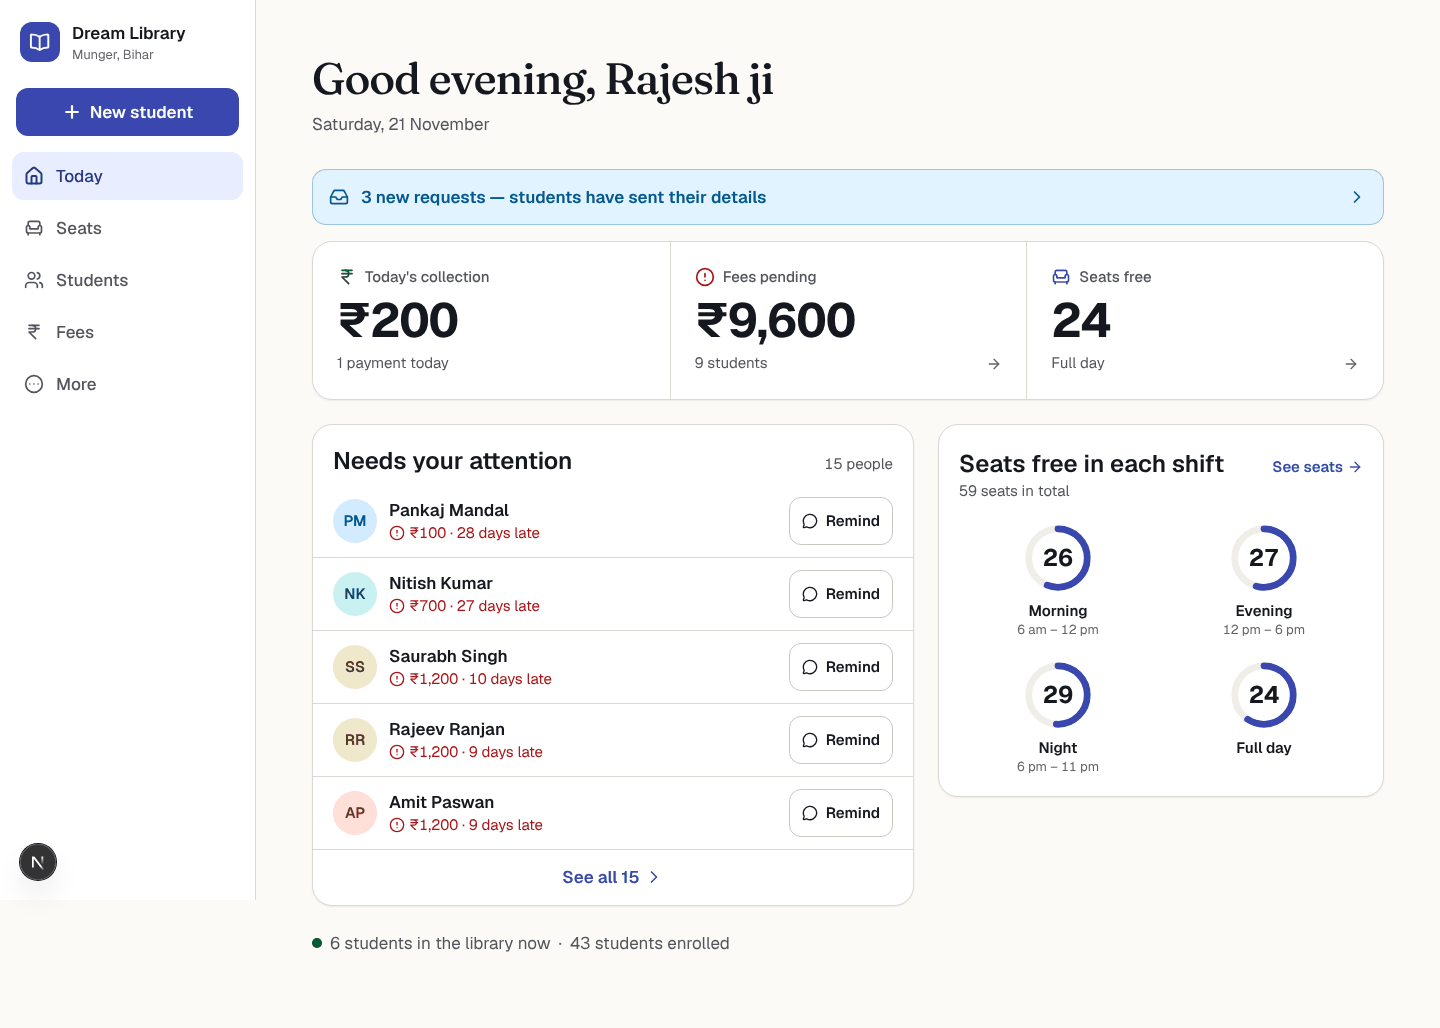 Dream Library
Munger, Bihar
New student
Today
Seats
Students
Fees
More
Good evening, Rajesh ji
Saturday, 21 November
3 new requests — students have sent their details
₹ Today's collection
₹200
1 payment today
Fees pending
₹9,600
9 students
Seats free
24
Full day
Needs your attention
15 people
PM
Pankaj Mandal
₹100 · 28 days late
Remind
NK
Nitish Kumar
₹700 · 27 days late
Remind
SS
Saurabh Singh
₹1,200 · 10 days late
Remind
RR
Rajeev Ranjan
₹1,200 · 9 days late
Remind
AP
Amit Paswan
₹1,200 · 9 days late
Remind
See all 15
Seats free in each shift
See seats
59 seats in total
26
Morning
6 am – 12 pm
27
Evening
12 pm – 6 pm
29
Night
6 pm – 11 pm
24
Full day
N
6 students in the library now · 43 students enrolled